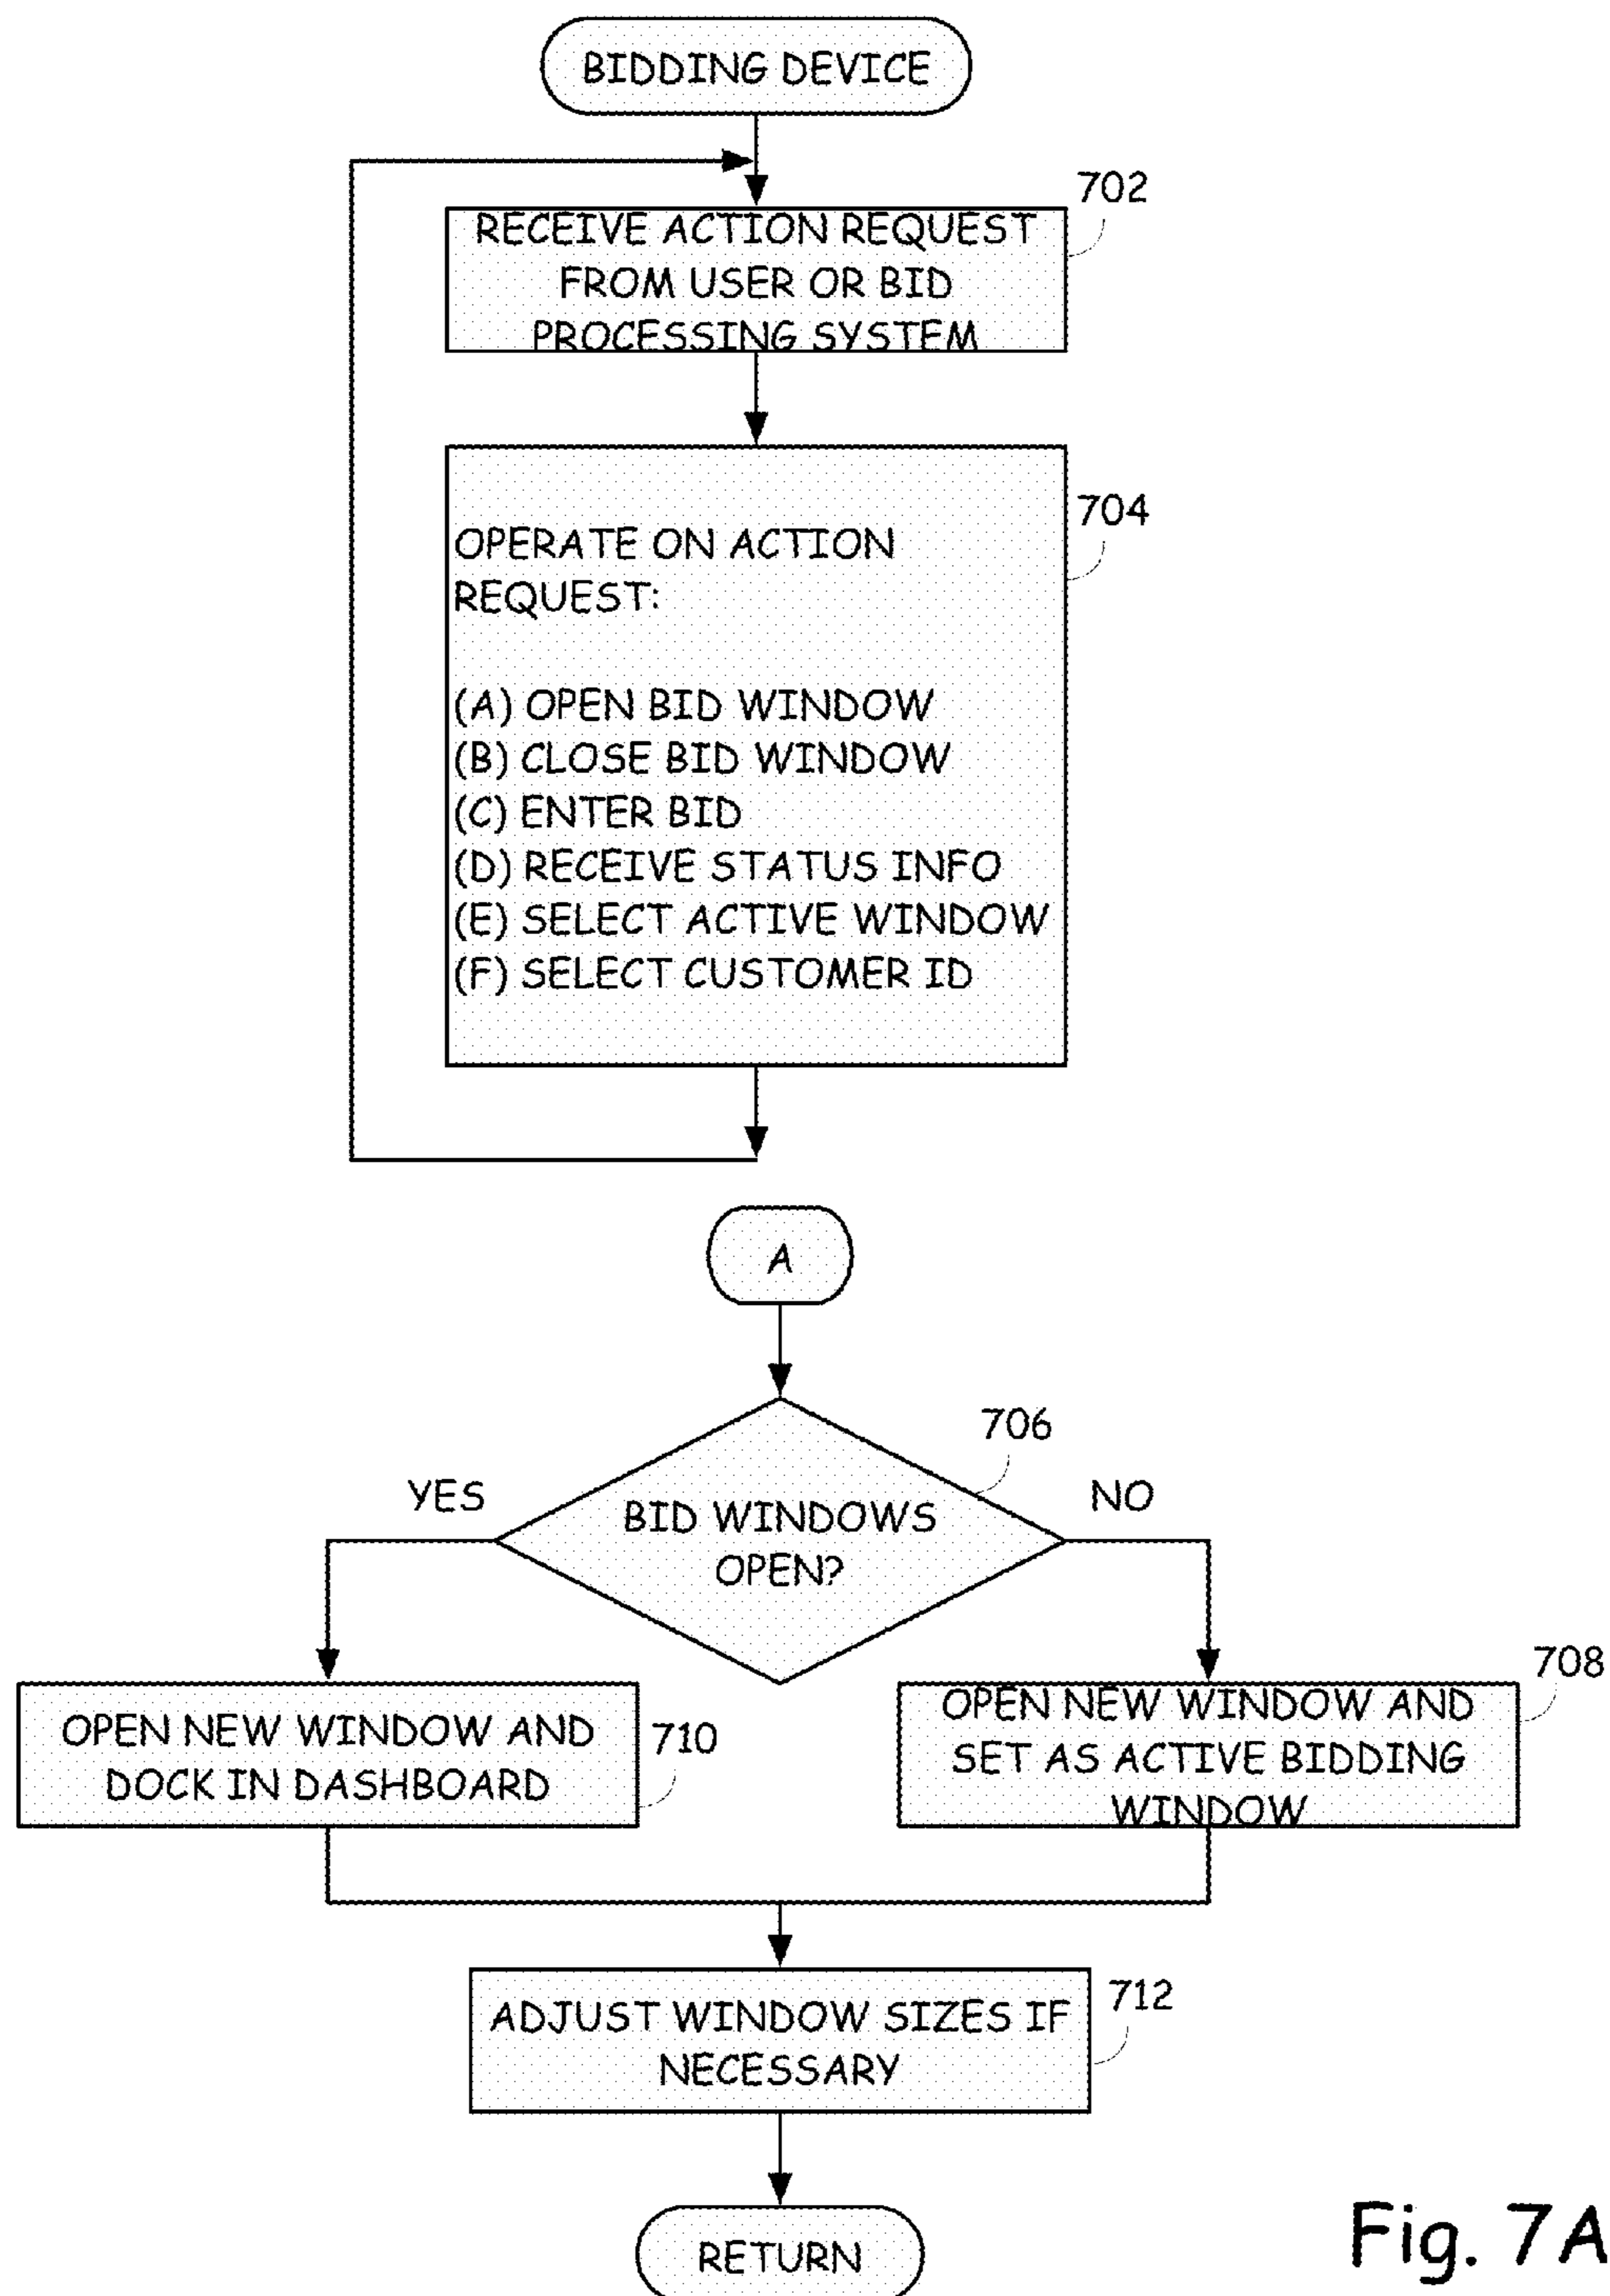 BIDDING DEVICE
702
RECEIVE ACTION REQUEST
FROM USER OR BID
PROCESSING SYSTEM
704
OPERATE ON ACTION
REQUEST:
(A) OPEN BID WINDOW
(B) CLOSE BID WINDOW
(C) ENTER BID
(D) RECEIVE STATUS INFO
(E) SELECT ACTIVE WINDOW
(F) SELECT CUSTOMER ID
A
706
YES
BID WINDOWS
OPEN?
NO
OPEN NEW WINDOW AND
DOCK IN DASHBOARD
710
OPEN NEW WINDOW AND
SET AS ACTIVE BIDDING
WINDOW
708
ADJUST WINDOW SIZES IF
NECESSARY
712
RETURN
Fig. 7A